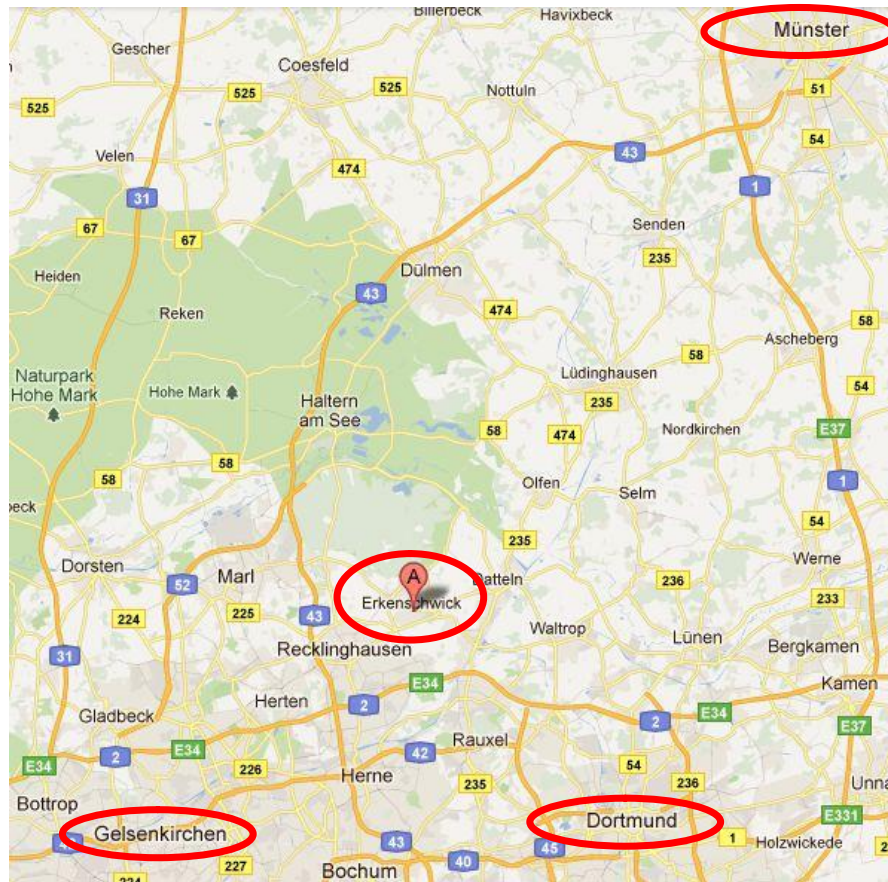 Billerbeck
Havixbeck
Münster
Gescher
Coesfeld
525
525
525
Nottuln
51
54
43
Velen
474
31
1
67
67
Senden
235
Heiden
Dülmen
43
Reken
474
58
Ascheberg
58
Naturpark
Hohe Mark
Hohe Mark
Lüdinghausen
54
Haltern
am See
235
58
474
Nordkirchen
E37
58
58
Olfen
Selm
1
54
235
Dorsten
52
Marl
A
Datteln
236
Werne
Erkenschwick
233
224
225
43
Waltrop
Lünen
Bergkamen
31
Recklinghausen
E34
Kamen
Herten
2
Gladbeck
2
E34
E37
E34
2
E34
42
Rauxel
226
Herne
54
235
236
Bottrop
Gelsenkirchen
Dortmund
E331
1
Holzwickede
43
45
40
227
Bochum
224